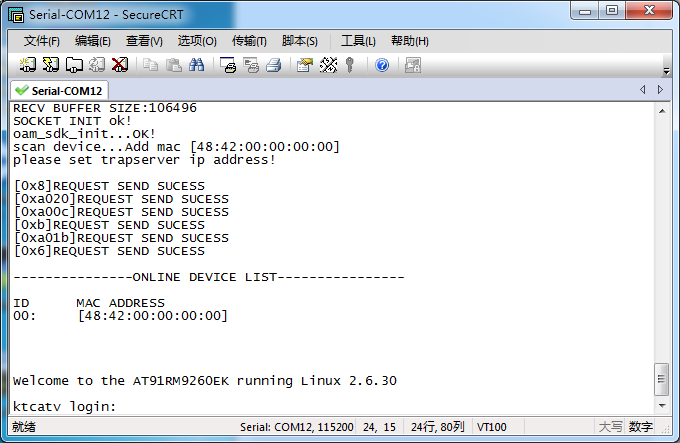 Serial-COM12 - SecureCRT
文件(F) 编辑(E) 查看(V) 选项(O) 传输(T) 脚本(S) 工具(L) 帮助(H)
Serial-COM12
RECV BUFFER SIZE:106496
SOCKET INIT ok!
oam_sdk_init...OK!
scan device...Add mac [48:42:00:00:00:00]
please set trapserver ip address!
[0x8]REQUEST SEND SUCESS
[0xa020]REQUEST SEND SUCESS
[0xa00c]REQUEST SEND SUCESS
[0xb]REQUEST SEND SUCESS
[0xa01b]REQUEST SEND SUCESS
[0x6]REQUEST SEND SUCESS
---------------ONLINE DEVICE LIST---------------
ID MAC ADDRESS
00: [48:42:00:00:00:00]
Welcome to the AT91RM9260EK running Linux 2.6.30
ktcatv login:
就绪 Serial: COM12, 115200 24, 15 24行, 80列 VT100 大写 数字